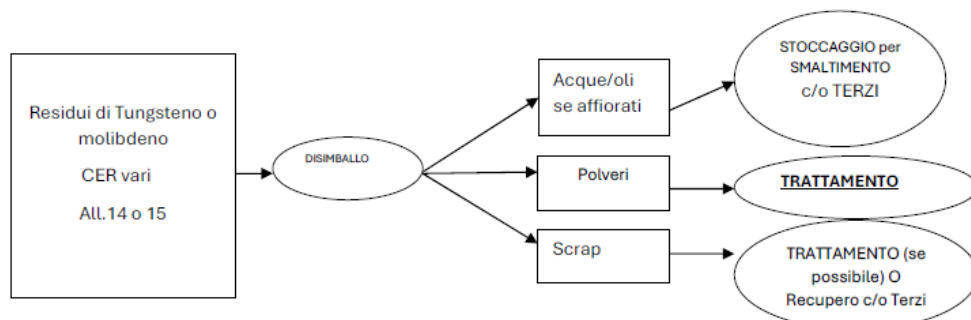 Residui di Tungsteno o
molibdeno
CER vari
All.14 o 15
DISIMBALLO
Acque/oli
se affiorati
Polveri
Scrap
STOCCAGGIO per
SMALTIMENTO
c/o TERZI
TRATTAMENTO
TRATTAMENTO (se
possibile) O
Recupero c/o Terzi